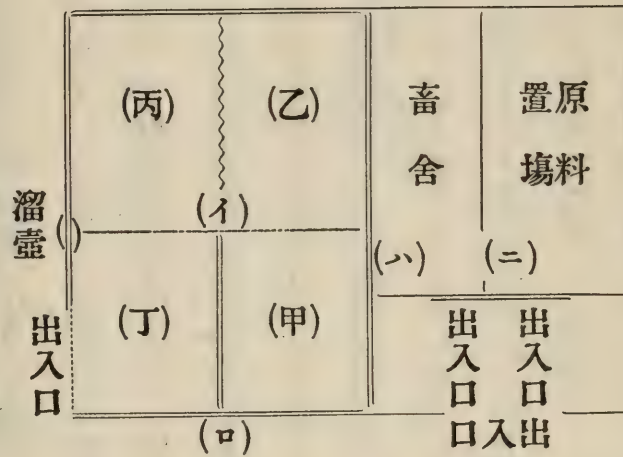 原料
置塲
畜舍
(乙)
(丙)
(イ)
溜壺
(ハ)
(ニ)
(甲)
(丁)
出入口
出入口
出入口
出入口
(ロ)